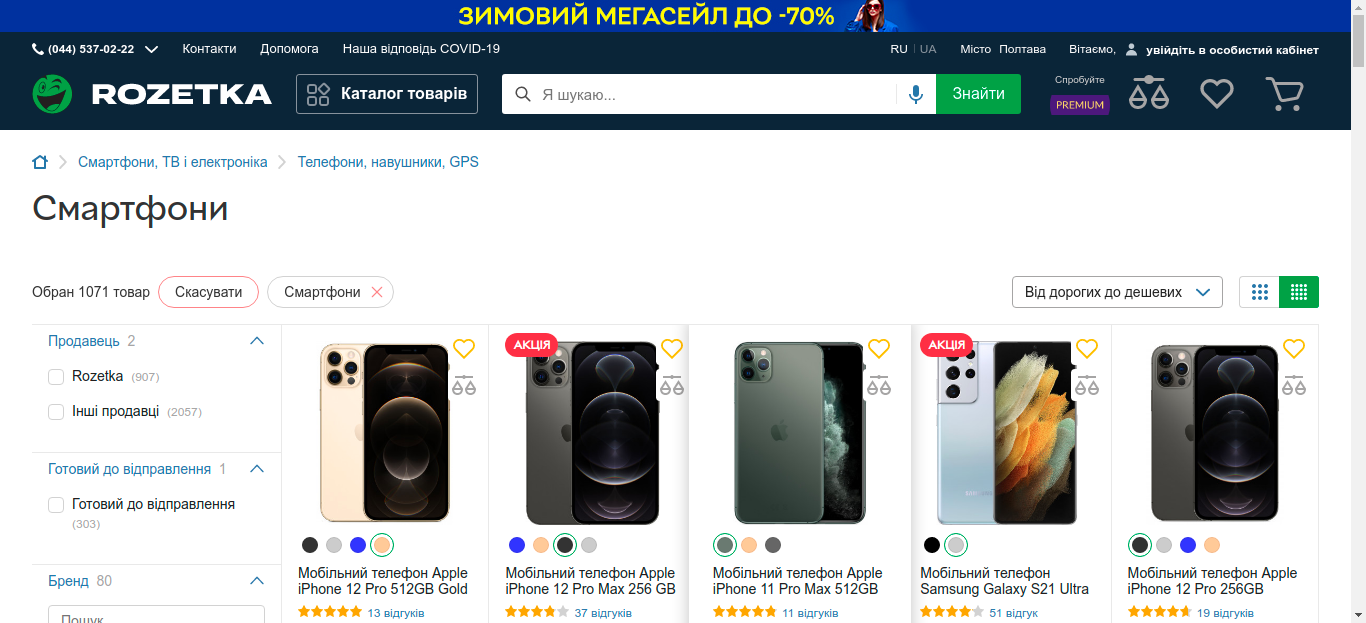 ЗИМОВИЙ МЕГАСЕЙЛ ДО -70%
(044) 537-02-22 Контакти Допомога Наша відповідь COVID-19 RU UA Місто Полтава Вітаємо, увійдіть в особистий кабінет
ROZETKA Каталог товарів Я шукаю... Знайти
Спробуйте
PREMIUM
Смартфони, ТВ і електроніка Телефони, навушники, GPS
Смартфони
Обран 1071 товар Скасувати Смартфони Від дорогих до дешевих
Продавець 2
Rozetka (907)
Інші продавці (2057)
Готовий до відправлення 1
Готовий до відправлення
(303)
Бренд 80
Пошук
Мобільний телефон Apple
iPhone 12 Pro 512GB Gold
13 відгуків
АКЦІЯ
Мобільний телефон Apple
iPhone 12 Pro Max 256 GB
37 відгуків
Мобільний телефон Apple
iPhone 11 Pro Max 512GB
11 відгуків
АКЦІЯ
Мобільний телефон
Samsung Galaxy S21 Ultra
51 відгук
Мобільний телефон Apple
iPhone 12 Pro 256GB
19 відгуків